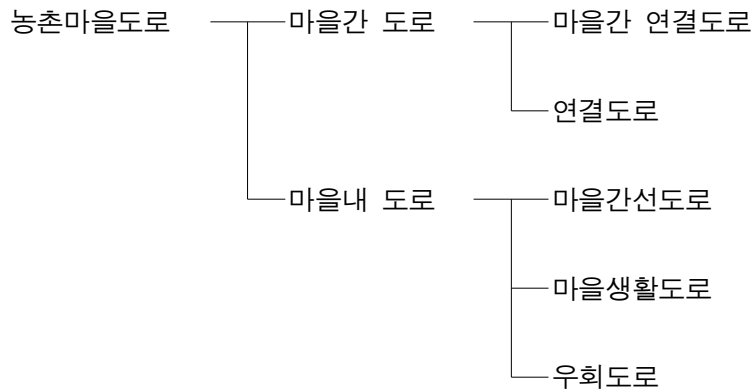 농촌마을도로 마을간 도로 마을간 연결도로
연결도로
마을내 도로 마을간선도로
마을생활도로
우회도로